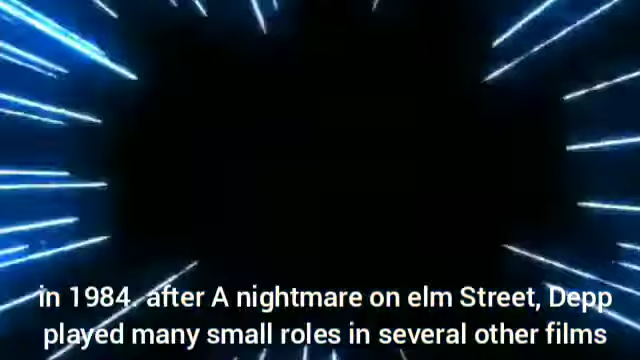 in 1984. after A nightmare on elm Street, Depp
played many small roles in several other films